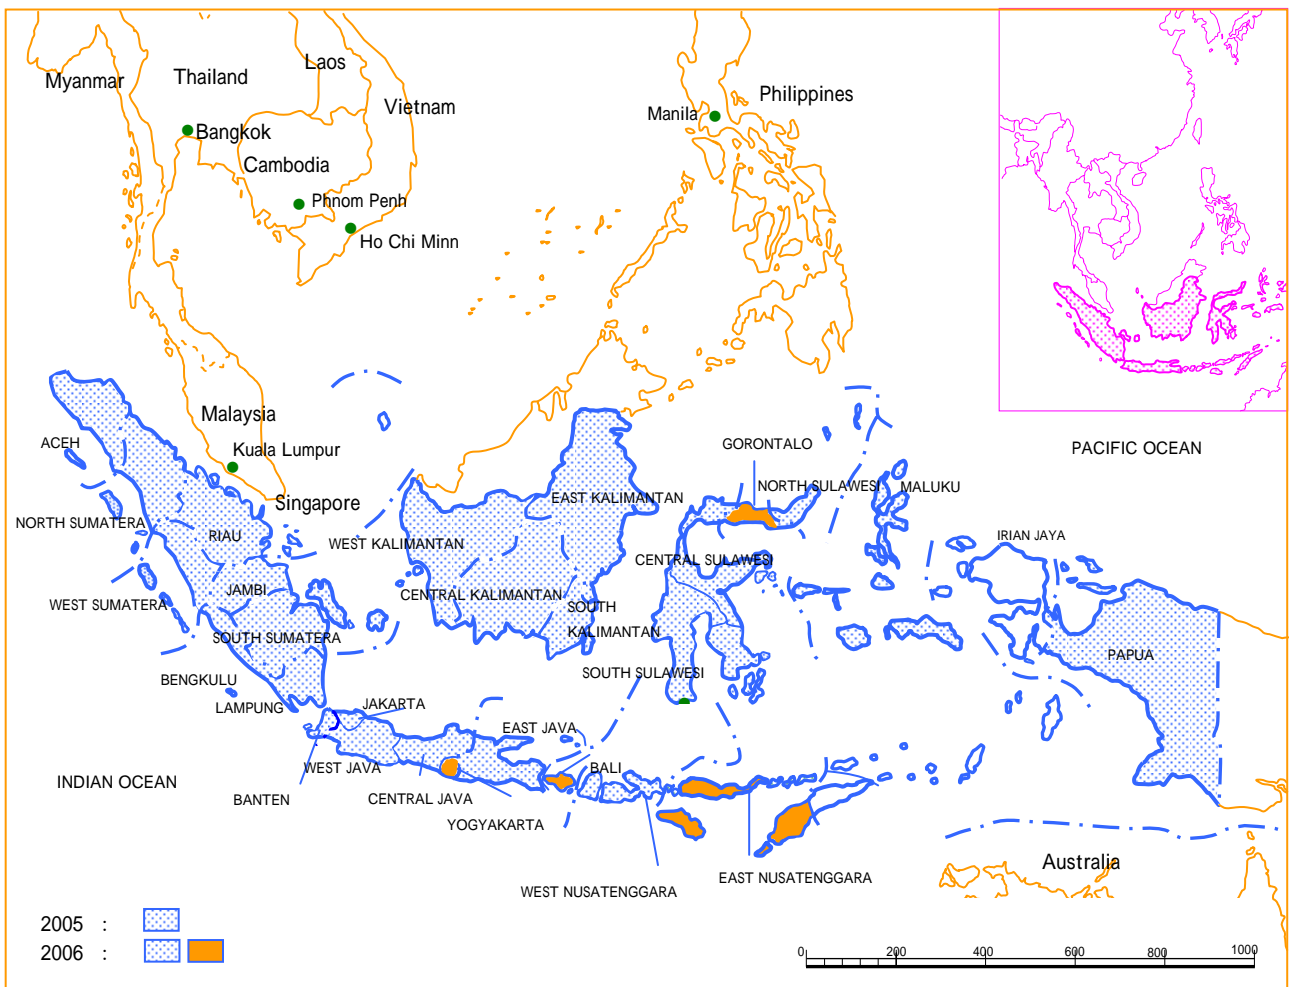 Laos
Myanmar
Thailand
Vietnam
Philippines
Manila
Bangkok
Cambodia
Phnom Penh
Ho Chi Minn
Malaysia
ACEH
Kuala Lumpur
GORONTALO
PACIFIC OCEAN
Singapore
EAST KALIMANTAN
NORTH SULAWESI
MALUKU
NORTH SUMATERA
RIAU
WEST KALIMANTAN
IRIAN JAYA
CENTRAL SULAWESI
JAMBI
CENTRAL KALIMANTAN
WEST SUMATERA
SOUTH
KALIMANTAN
SOUTH SUMATERA
PAPUA
SOUTH SULAWESI
BENGKULU
LAMPUNG
JAKARTA
EAST JAVA
WEST JAVA
BALI
INDIAN OCEAN
BANTEN
CENTRAL JAVA
YOGYAKARTA
Australia
EAST NUSATENGGARA
WEST NUSATENGGARA
2005 :
2006 :
0 200 400 600 800 1000